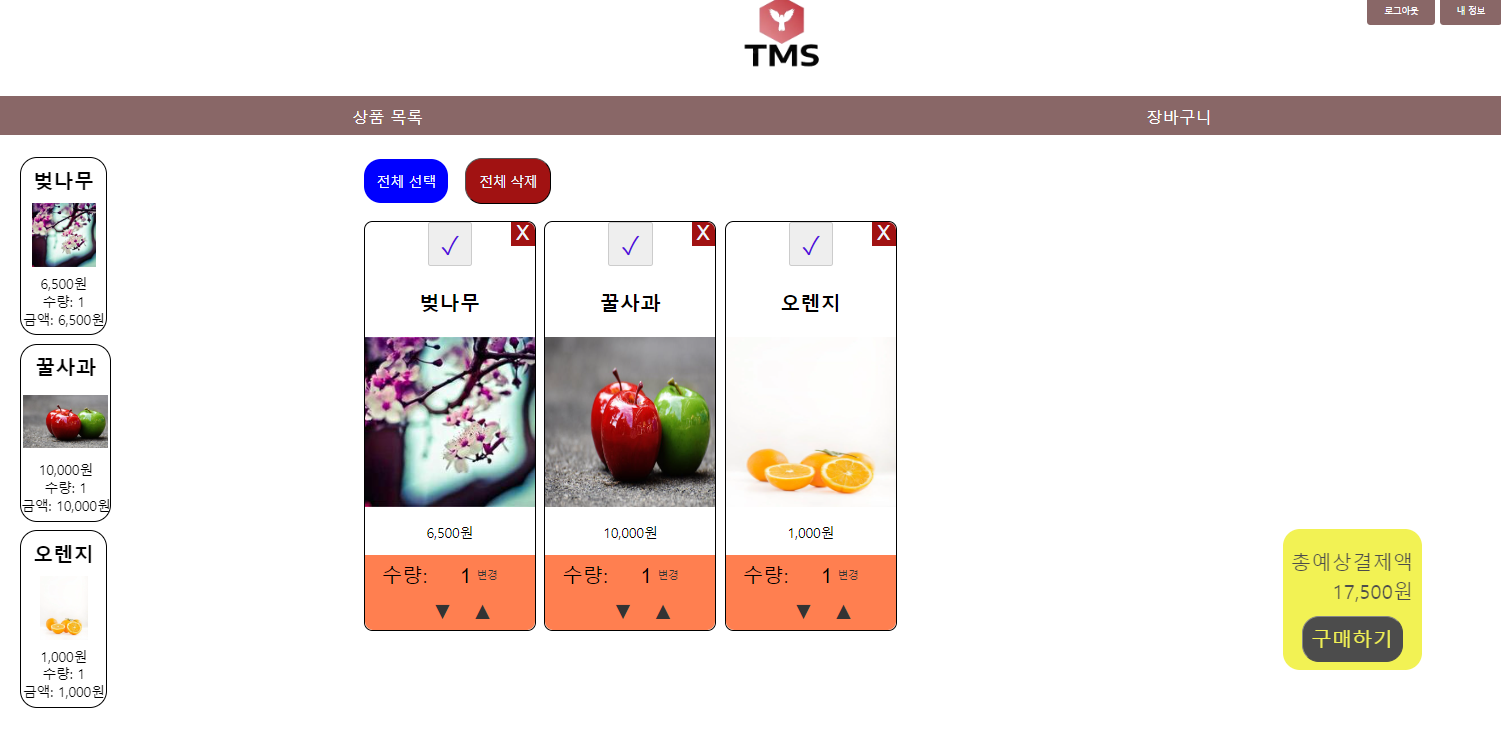 TMS
로그아웃
내 정보
상품 목록
장바구니
벚나무
6,500원
수량: 1
금액: 6,500원
꿀사과
10,000원
수량: 1
금액: 10,000원
오렌지
1,000원
수량: 1
금액: 1,000원
전체 선택
전체 삭제
✓
X
벚나무
6,500원
수량: 1 변경
▼ ▲
✓
X
꿀사과
10,000원
수량: 1 변경
▼ ▲
✓
X
오렌지
1,000원
수량: 1 변경
▼ ▲
총예상결제액
17,500원
구매하기